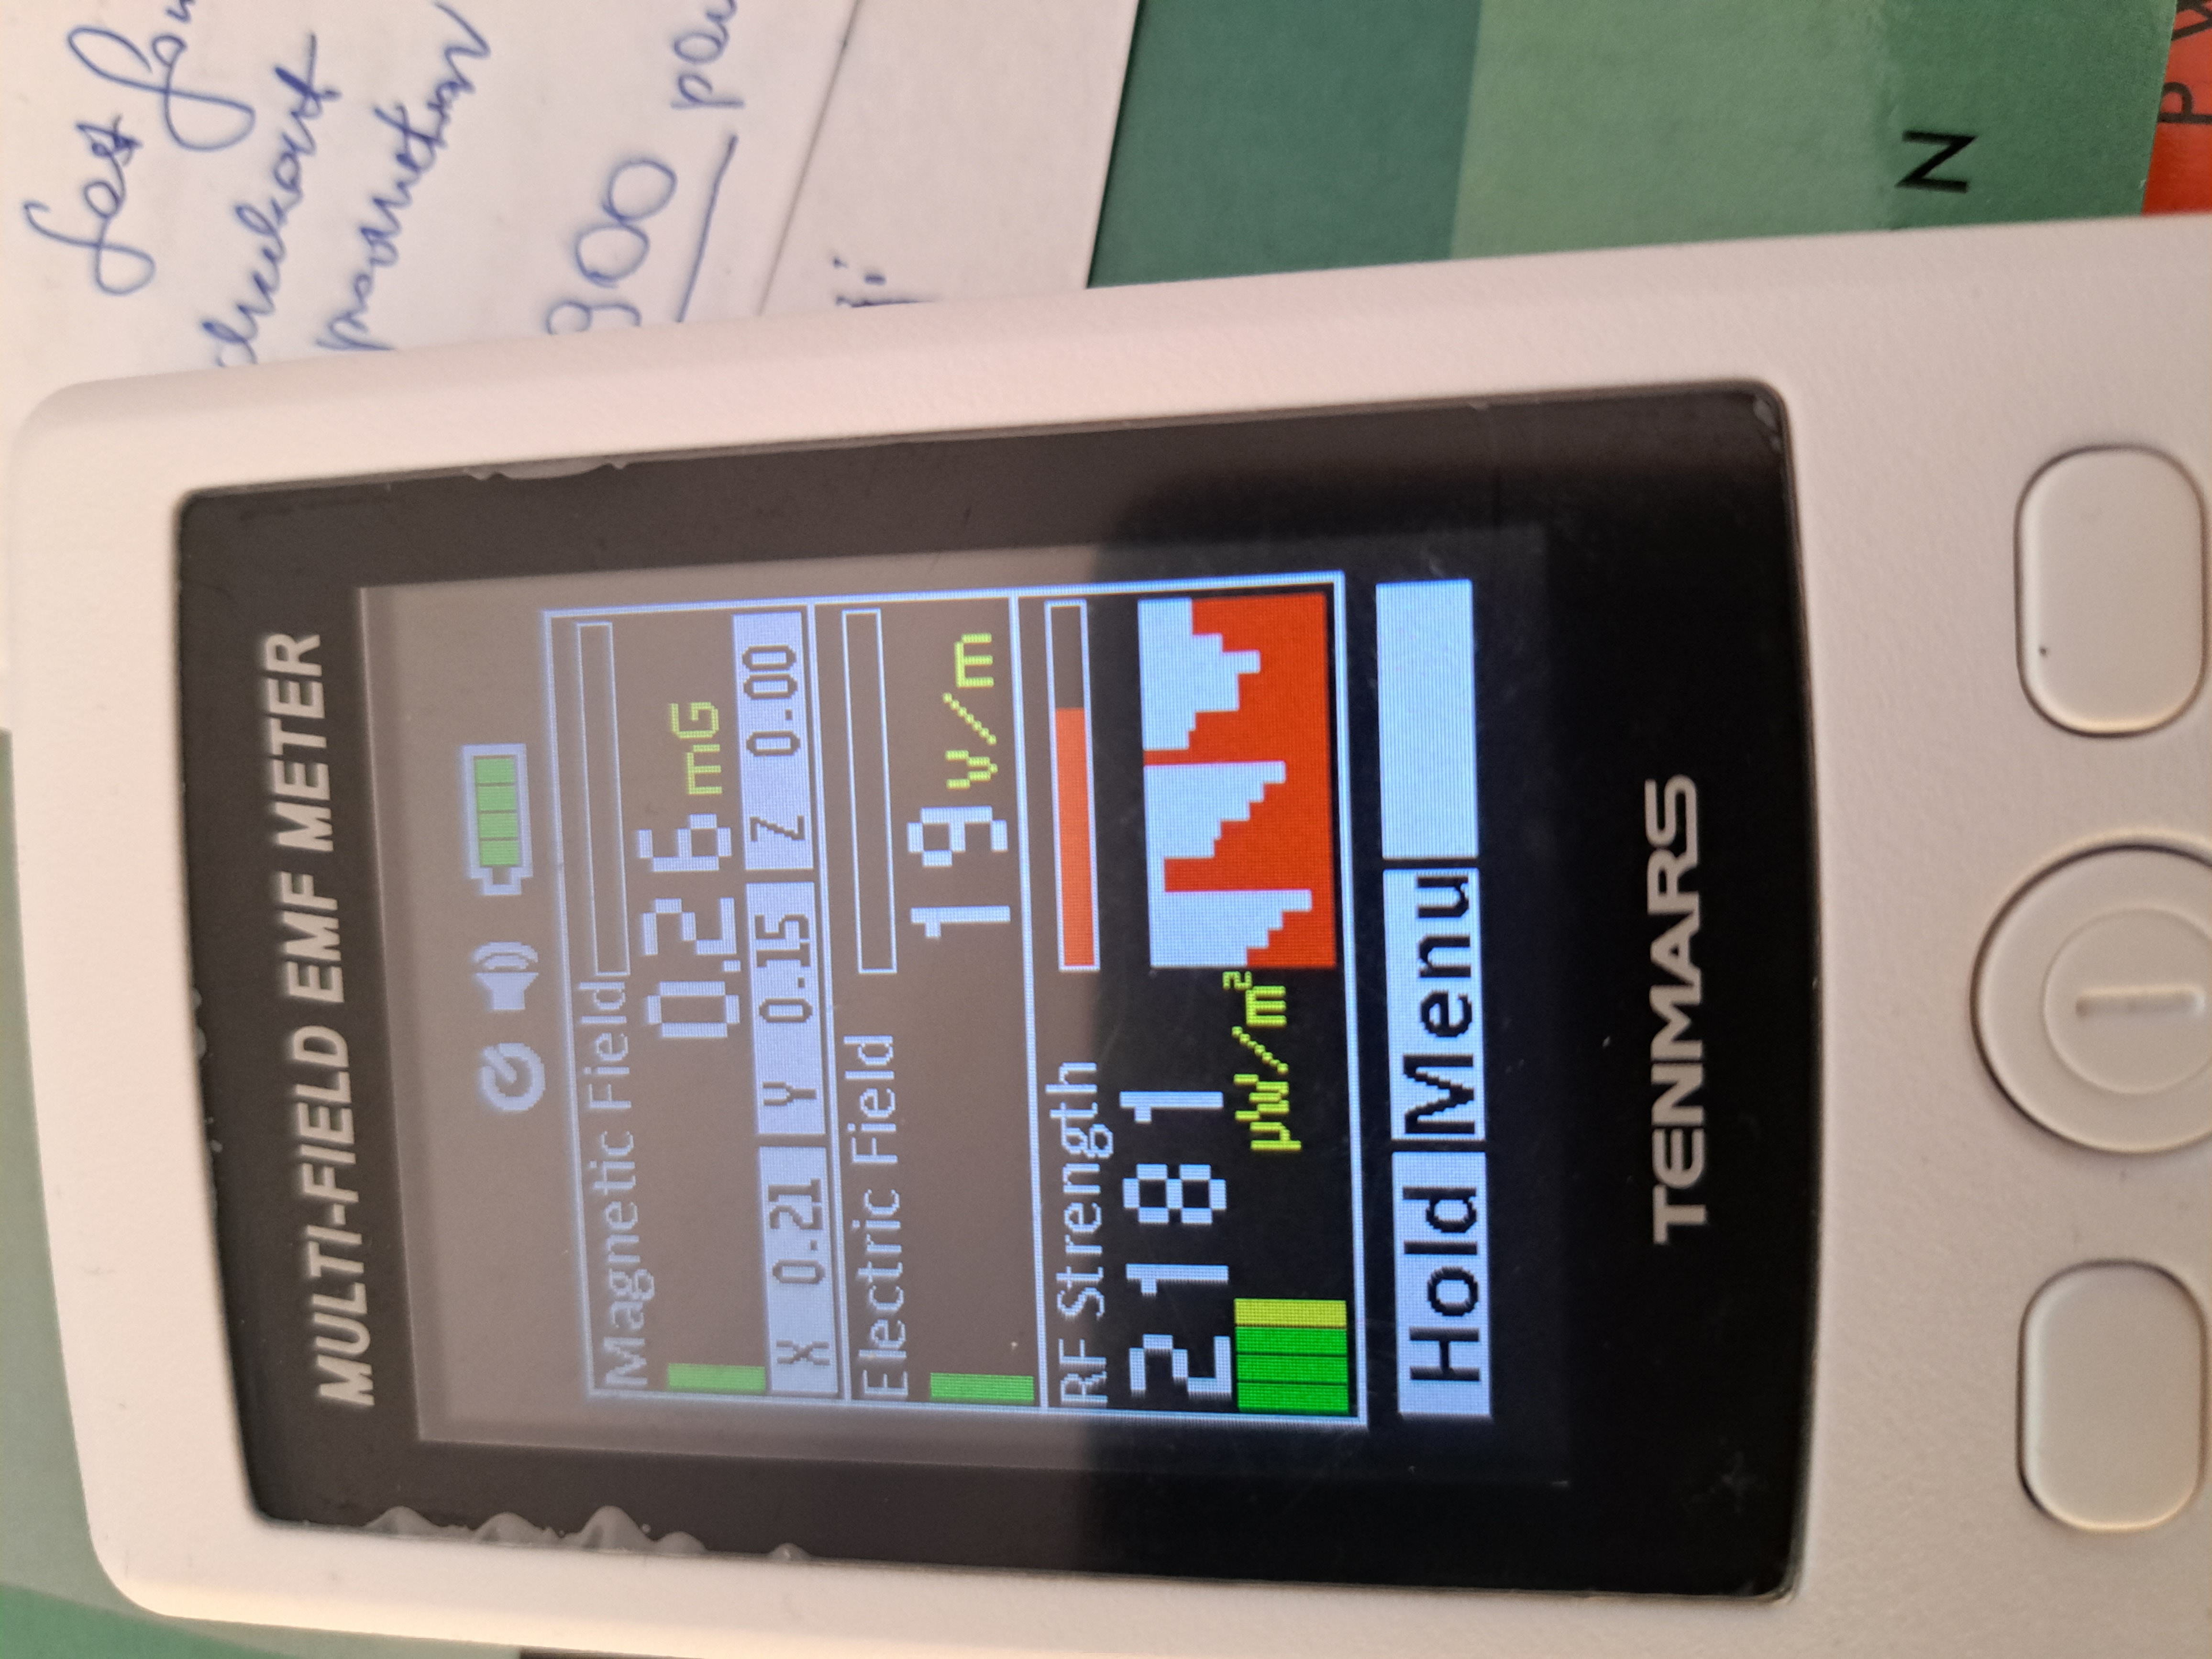 MULTI-FIELD EMF METER
Magnetic Field
0.26 mG
X 0.21 Y 0.15 Z 0.00
Electric Field
19 V/m
RF Strength
2181
µW/m²
Hold Menu
TENMARS
900
N
P